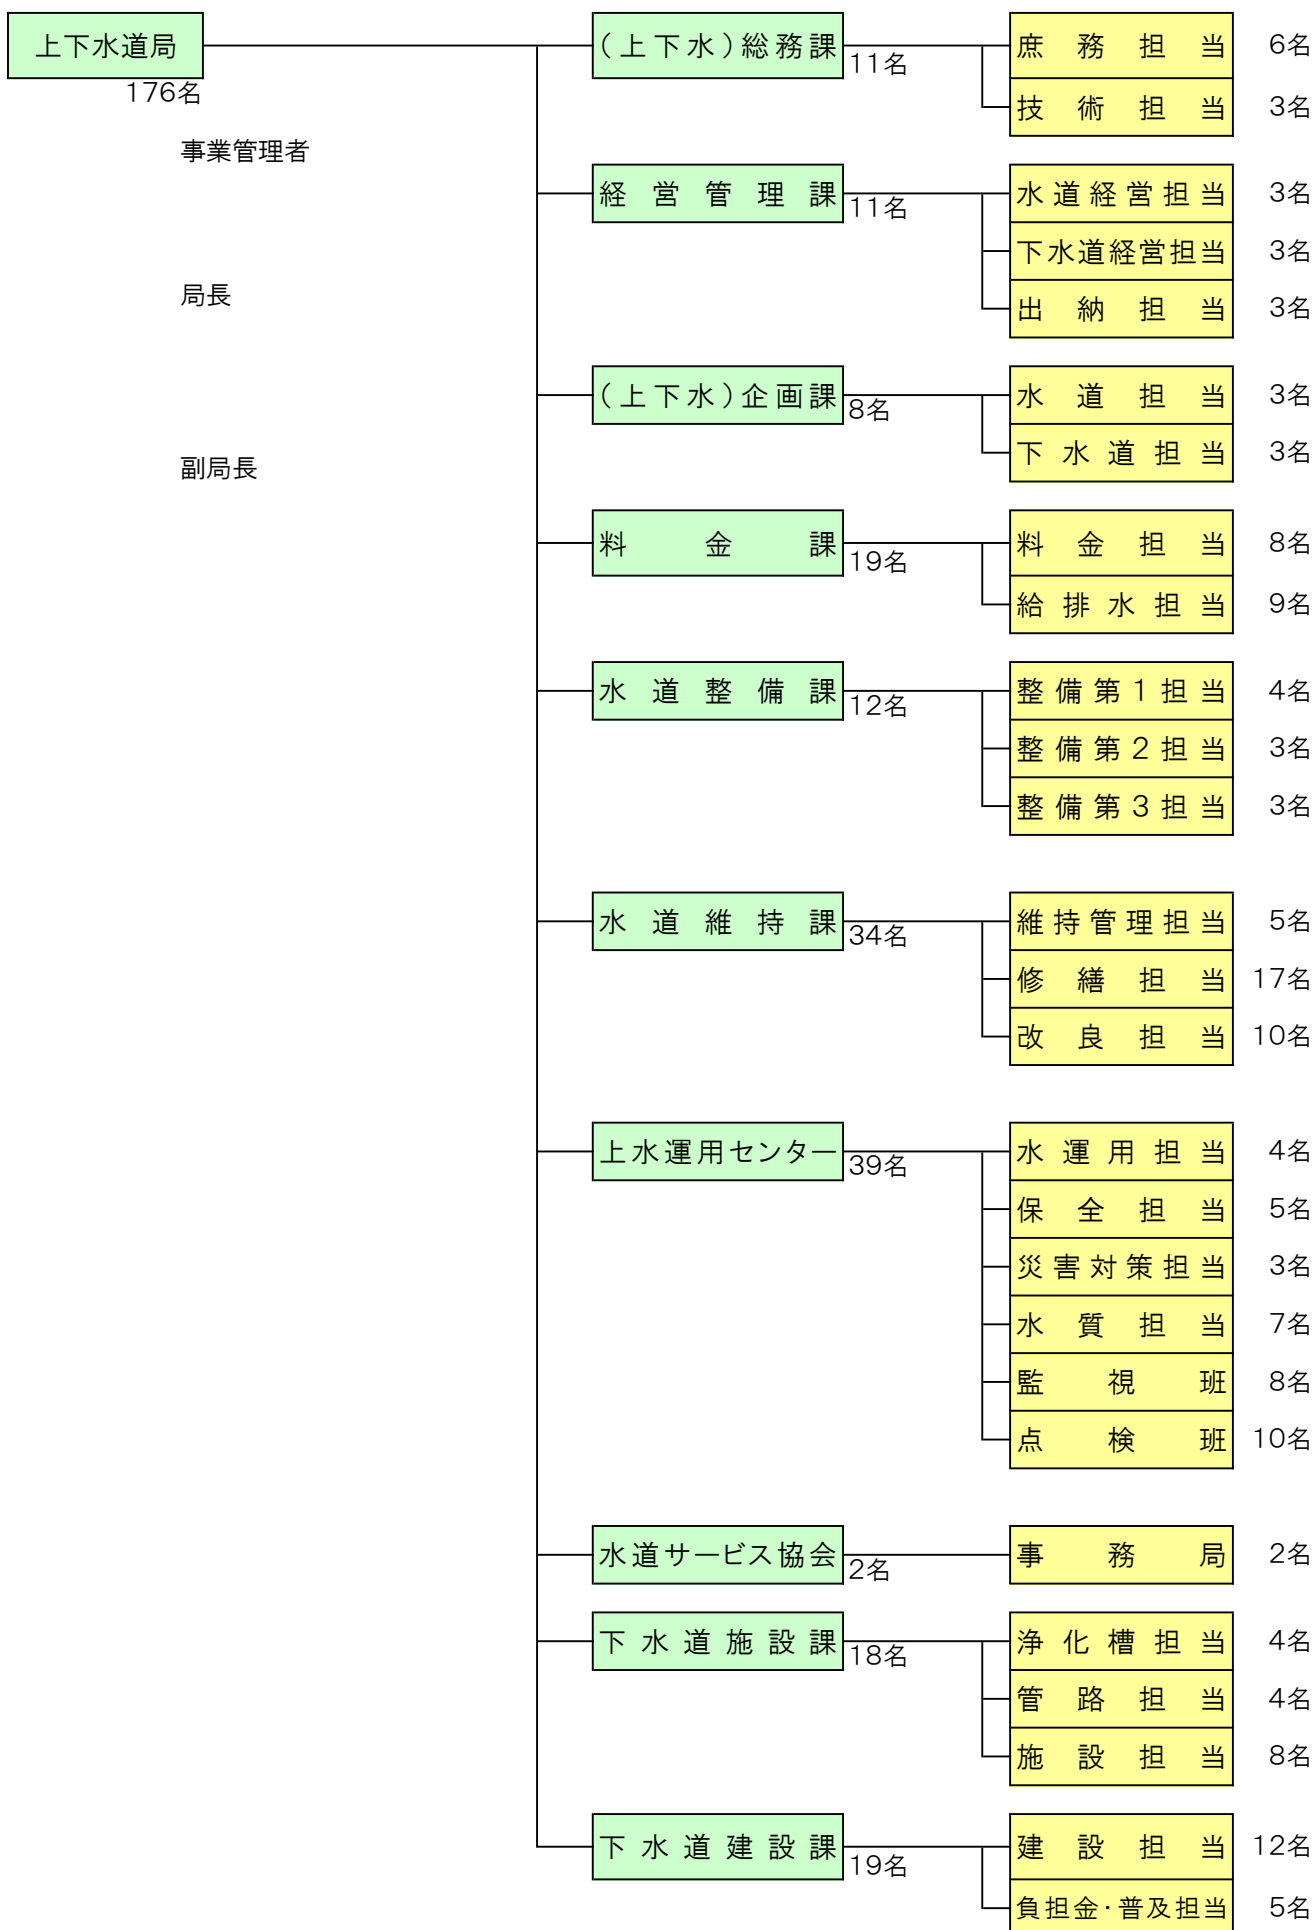 上下水道局
176名
事業管理者
局長
副局長
(上下水)総務課
11名
庶務担当 6名
技術担当 3名
経営管理課
11名
水道経営担当 3名
下水道経営担当 3名
出納担当 3名
(上下水)企画課
8名
水道担当 3名
下水道担当 3名
料金課
19名
料金担当 8名
給排水担当 9名
水道整備課
12名
整備第1担当 4名
整備第2担当 3名
整備第3担当 3名
水道維持課
34名
維持管理担当 5名
修繕担当 17名
改良担当 10名
上水運用センター
39名
水運用担当 4名
保全担当 5名
災害対策担当 3名
水質担当 7名
監視班 8名
点検班 10名
水道サービス協会
2名
事務局 2名
下水道施設課
18名
浄化槽担当 4名
管路担当 4名
施設担当 8名
下水道建設課
19名
建設担当 12名
負担金・普及担当 5名